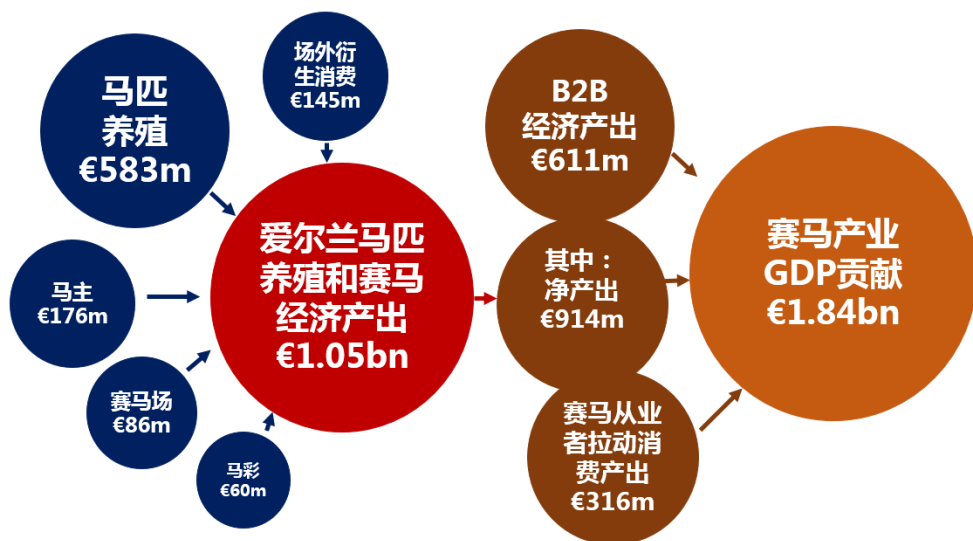 马匹
养殖
€583m
场外衍
生消费
€145m
马主
€176m
赛马场
€86m
马彩
€60m
爱尔兰马匹
养殖和赛马
经济产出
€1.05bn
B2B
经济产出
€611m
其中：
净产出
€914m
赛马从业
者拉动消
费产出
€316m
赛马产业
GDP贡献
€1.84bn